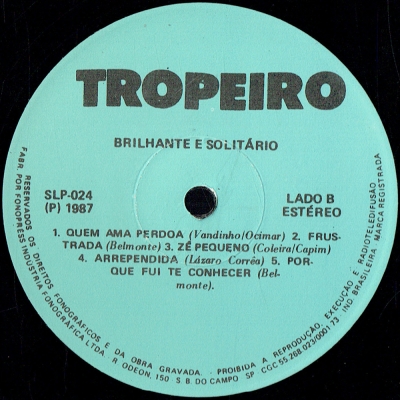 TROPEIRO
BRILHANTE E SOLITÁRIO
SLP-024
(P) 1987
LADO B
ESTÉREO
1. QUEM AMA PERDOA (Vandinho/Ocimar) 2. FRUS-
TRADA (Belmonte) 3. ZÉ PEQUENO (Coleira/Capim)
4. ARREPENDIDA (Lázaro Corrêa) 5. POR-
QUE FUI TE CONHECER (Bel-
monte).
RESERVADOS OS DIREITOS FONOGRÁFICOS E DA OBRA GRAVADA. - PROIBIDA A REPRODUÇÃO, EXECUÇÃO E RADIOTELEDIFUSÃO
FABR. POR FONOPRESS INDUSTRIA FONOGRÁFICA LTDA. R ODEON, 150 S B. DO CAMPO SP CGC 55 268 023/0001-73 IND BRASILEIRA MARCA REGISTRADA